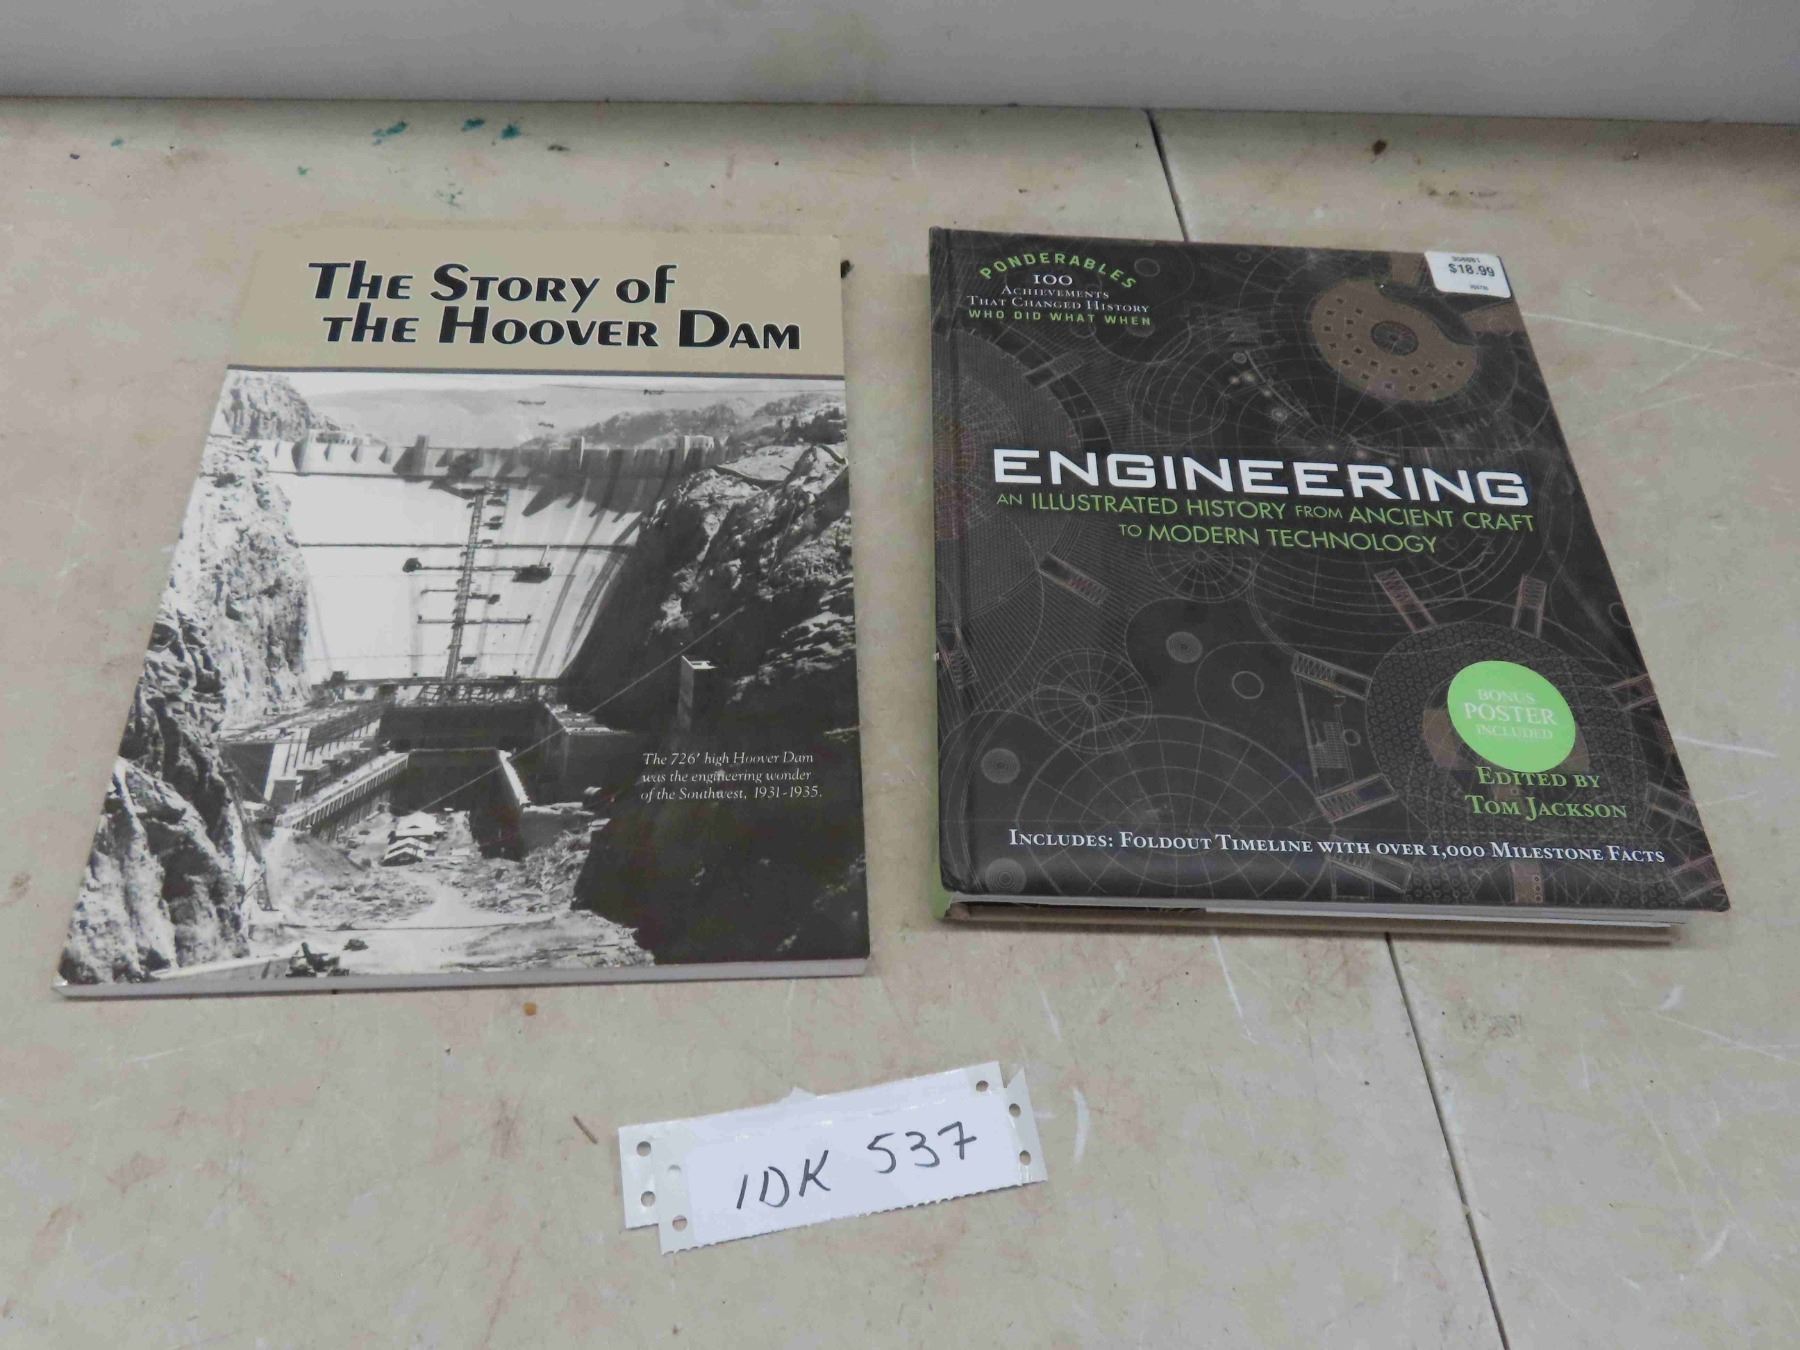 THE STORY OF
THE HOOVER DAM
The 726' high Hoover Dam
was the engineering wonder
of the Southwest, 1931-1935.
PONDERABLES
100
ACHIEVEMENTS
THAT CHANGED HISTORY
WHO DID WHAT WHEN
$18.99
ENGINEERING
AN ILLUSTRATED HISTORY FROM ANCIENT CRAFT
TO MODERN TECHNOLOGY
BONUS
POSTER
INCLUDED
EDITED BY
TOM JACKSON
INCLUDES: FOLDOUT TIMELINE WITH OVER 1,000 MILESTONE FACTS
IDK 537